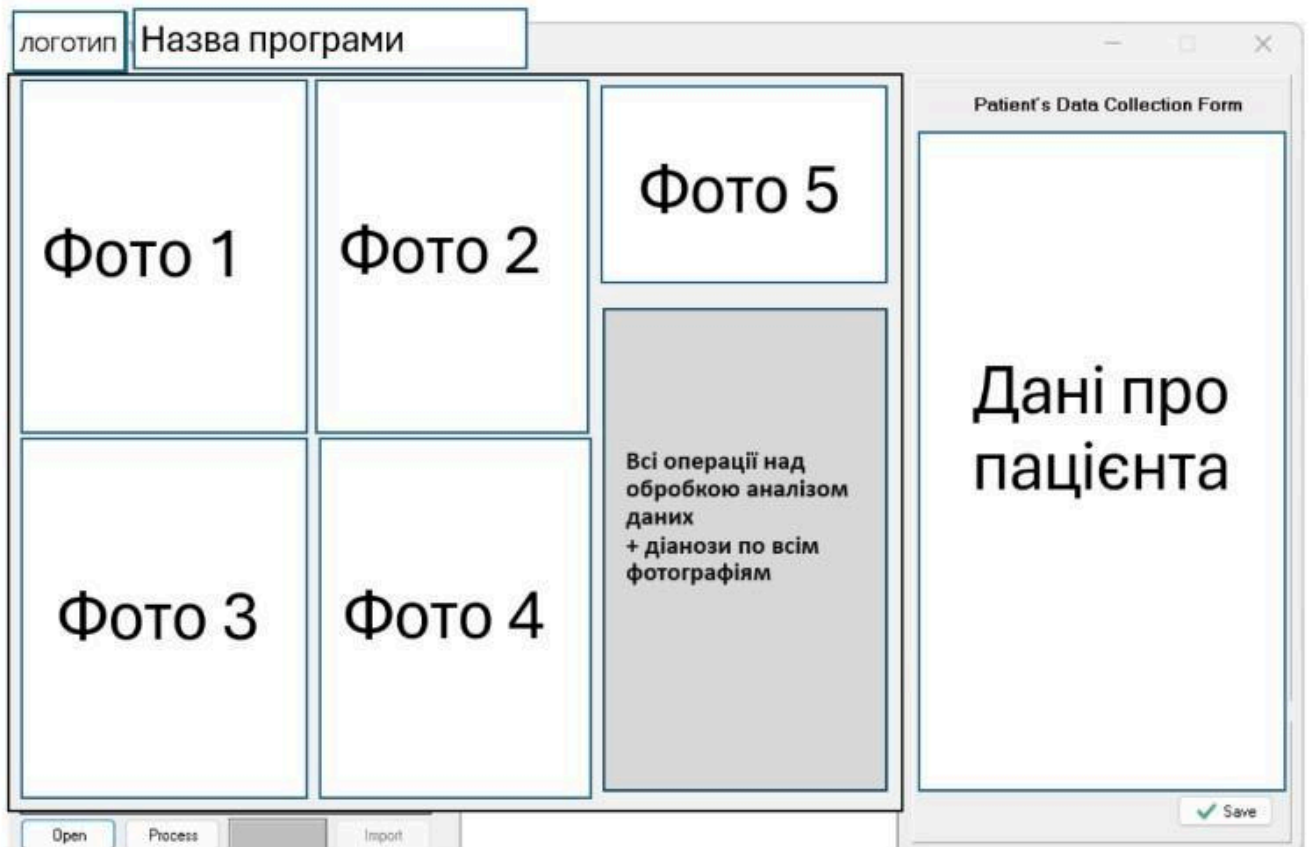 логотип
Назва програми
Patient's Data Collection Form
Фото 1
Фото 2
Фото 5
Дані про
пацієнта
Всі операції над
обробкою аналізом
даних
+ діанози по всім
фотографіям
Фото 3
Фото 4
Save
Open
Process
Import